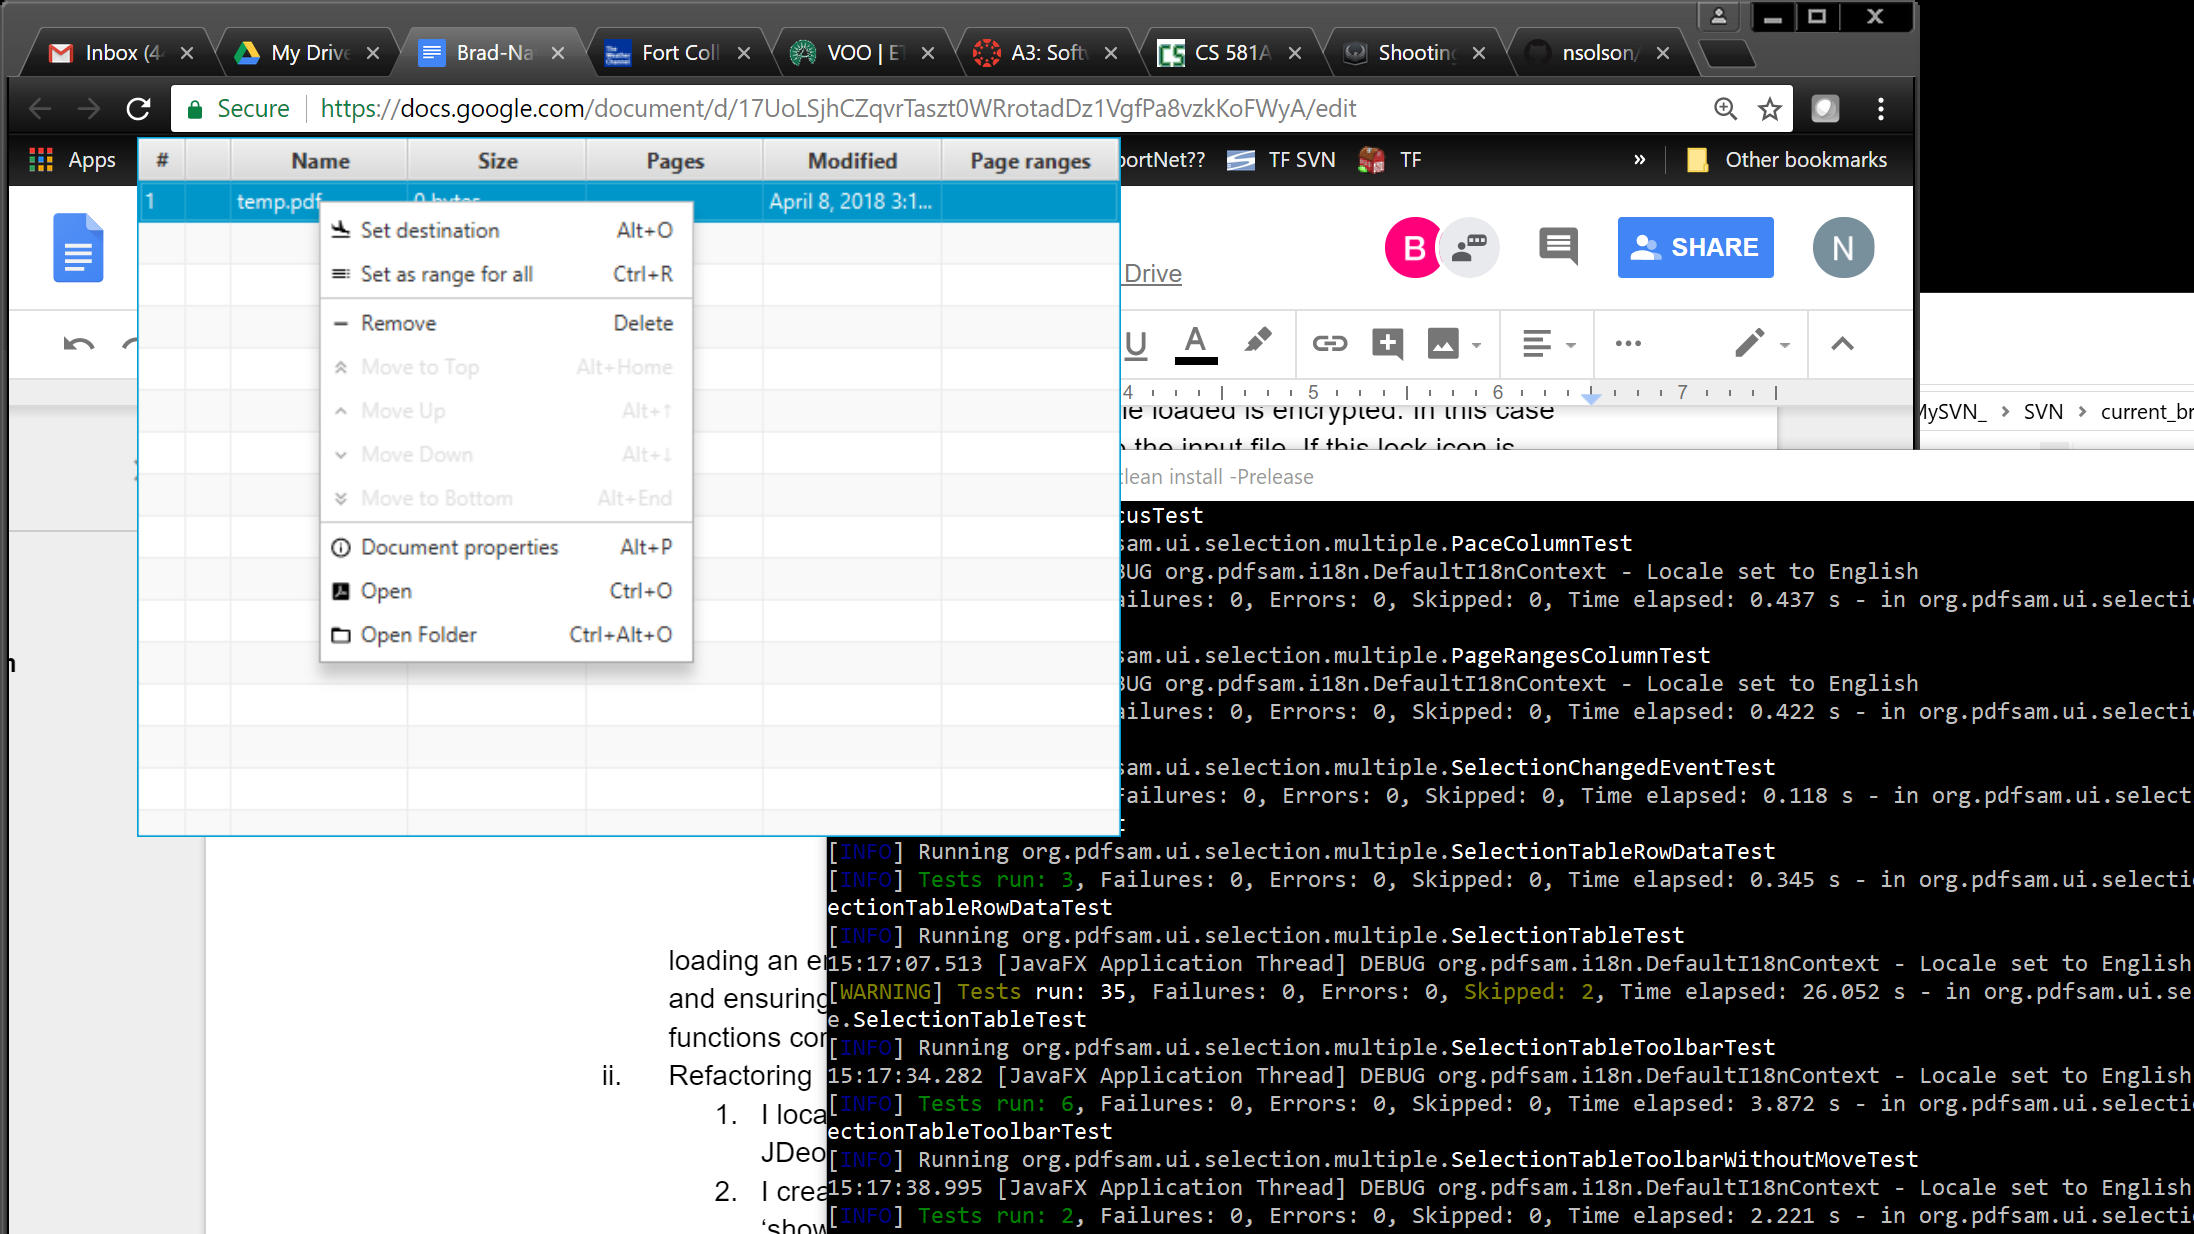 Inbox (4
My Drive
Brad-Na
Fort Coll
VOO | ET
A3: Softw
CS 581A
Shooting
nsolson/
Secure
https://docs.google.com/document/d/17UoLSjhCZqvrTaszt0WRrotadDz1VgfPa8vzkKoFWyA/edit
Apps
ortNet??
TF SVN
TF
»
Other bookmarks
# Name Size Pages Modified Page ranges
1 temp.pdf 0 bytes April 8, 2018 3:1...
Set destination Alt+O
Set as range for all Ctrl+R
Remove Delete
Move to Top Alt+Home
Move Up Alt+↑
Move Down Alt+↓
Move to Bottom Alt+End
Document properties Alt+P
Open Ctrl+O
Open Folder Ctrl+Alt+O
Drive
B
SHARE
N
U A
4 5 6 7
le loaded is encrypted. In this case
the input file. If this lock icon is
MySVN_ > SVN > current_br
clean install -Prelease
cusTest
sam.ui.selection.multiple.PaceColumnTest
BUG org.pdfsam.i18n.DefaultI18nContext - Locale set to English
ailures: 0, Errors: 0, Skipped: 0, Time elapsed: 0.437 s - in org.pdfsam.ui.selecti
sam.ui.selection.multiple.PageRangesColumnTest
BUG org.pdfsam.i18n.DefaultI18nContext - Locale set to English
ailures: 0, Errors: 0, Skipped: 0, Time elapsed: 0.422 s - in org.pdfsam.ui.selecti
sam.ui.selection.multiple.SelectionChangedEventTest
Failures: 0, Errors: 0, Skipped: 0, Time elapsed: 0.118 s - in org.pdfsam.ui.select
t
[INFO] Running org.pdfsam.ui.selection.multiple.SelectionTableRowDataTest
[INFO] Tests run: 3, Failures: 0, Errors: 0, Skipped: 0, Time elapsed: 0.345 s - in org.pdfsam.ui.selecti
ectionTableRowDataTest
[INFO] Running org.pdfsam.ui.selection.multiple.SelectionTableTest
15:17:07.513 [JavaFX Application Thread] DEBUG org.pdfsam.i18n.DefaultI18nContext - Locale set to English
[WARNING] Tests run: 35, Failures: 0, Errors: 0, Skipped: 2, Time elapsed: 26.052 s - in org.pdfsam.ui.se
e.SelectionTableTest
[INFO] Running org.pdfsam.ui.selection.multiple.SelectionTableToolbarTest
15:17:34.282 [JavaFX Application Thread] DEBUG org.pdfsam.i18n.DefaultI18nContext - Locale set to English
[INFO] Tests run: 6, Failures: 0, Errors: 0, Skipped: 0, Time elapsed: 3.872 s - in org.pdfsam.ui.selecti
ectionTableToolbarTest
[INFO] Running org.pdfsam.ui.selection.multiple.SelectionTableToolbarWithoutMoveTest
15:17:38.995 [JavaFX Application Thread] DEBUG org.pdfsam.i18n.DefaultI18nContext - Locale set to English
[INFO] Tests run: 2, Failures: 0, Errors: 0, Skipped: 0, Time elapsed: 2.221 s - in org.pdfsam.ui.selecti
loading an e
and ensuring
functions cor
ii. Refactoring
1. I loca
JDeo
2. I crea
‘show